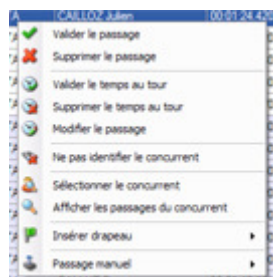 CAILLOZ Julien 00:01:24.42
Valider le passage
Supprimer le passage
Valider le temps au tour
Supprimer le temps au tour
Modifier le passage
Ne pas identifier le concurrent
Sélectionner le concurrent
Afficher les passages du concurrent
Insérer drapeau
Passage manuel